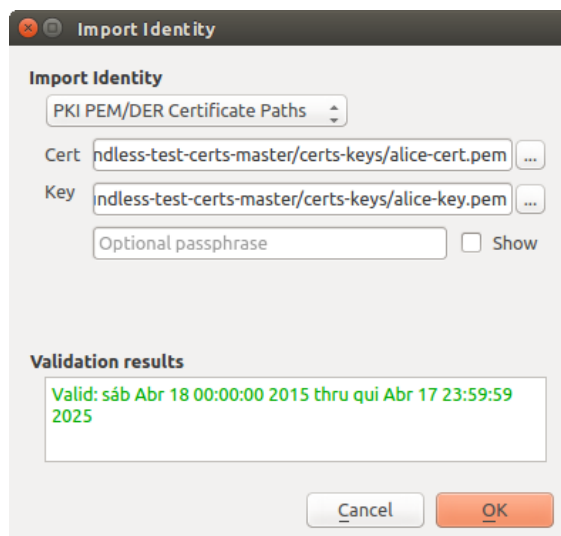 Import Identity
Import Identity
PKI PEM/DER Certificate Paths
Cert ndless-test-certs-master/certs-keys/alice-cert.pem ...
Key ndless-test-certs-master/certs-keys/alice-key.pem ...
Optional passphrase Show
Validation results
Valid: sáb Abr 18 00:00:00 2015 thru qui Abr 17 23:59:59
2025
Cancel OK